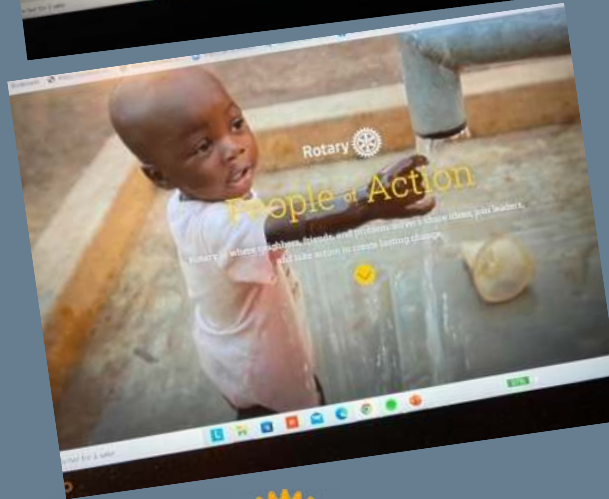 Rotary
People of Action
Rotary is where neighbors, friends, and problem-solvers share ideas, join leaders,
and take action to create lasting change.
97%